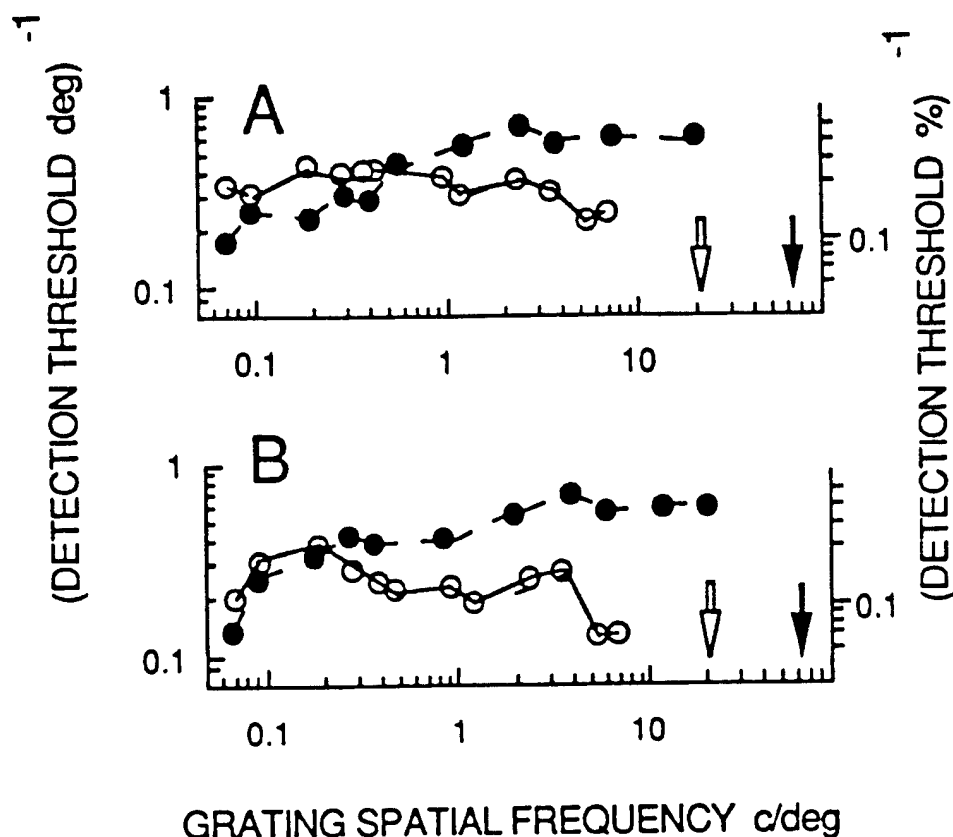 (DETECTION THRESHOLD deg) -1
(DETECTION THRESHOLD %) -1
A
1
0.1
0.1
0.1
1
10
B
1
0.1
0.1
0.1
1
10
GRATING SPATIAL FREQUENCY c/deg